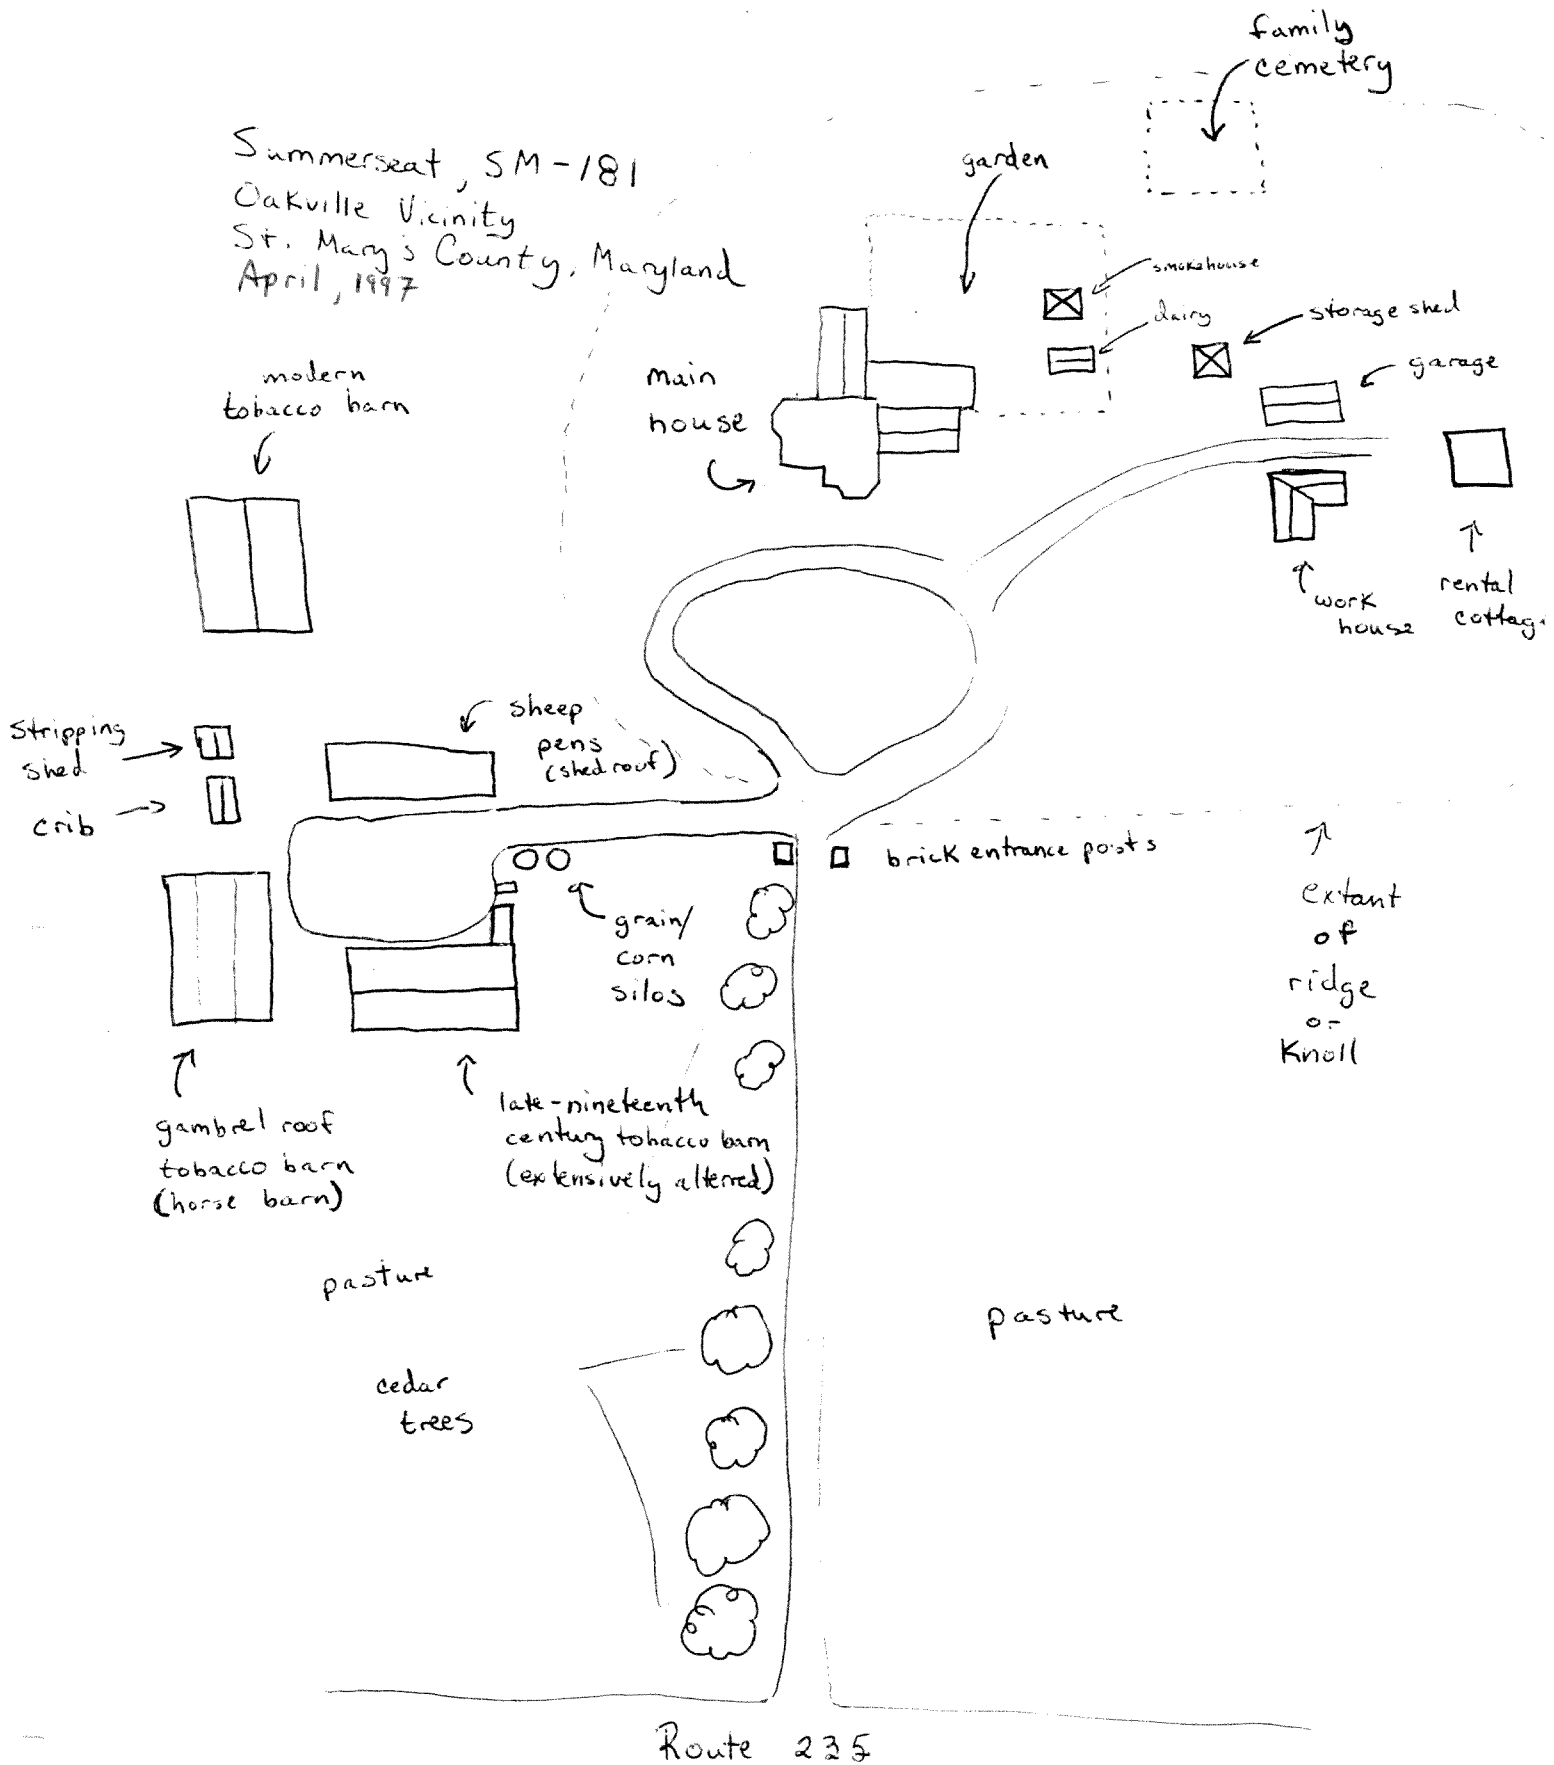 family
cemetery
Summerseat, SM-181
Oakville Vicinity
St. Mary's County, Maryland
April, 1997
garden
smokehouse
dairy
storage shed
garage
modern
tobacco barn
main
house
work
house
rental
cottag
Stripping
shed
crib
sheep
pens
(shed roof)
brick entrance posts
grain/
corn
silos
extant
of
ridge
or
Knoll
gambrel roof
tobacco barn
(horse barn)
late-nineteenth
century tobacco barn
(extensively altered)
pasture
pasture
cedar
trees
Route 235